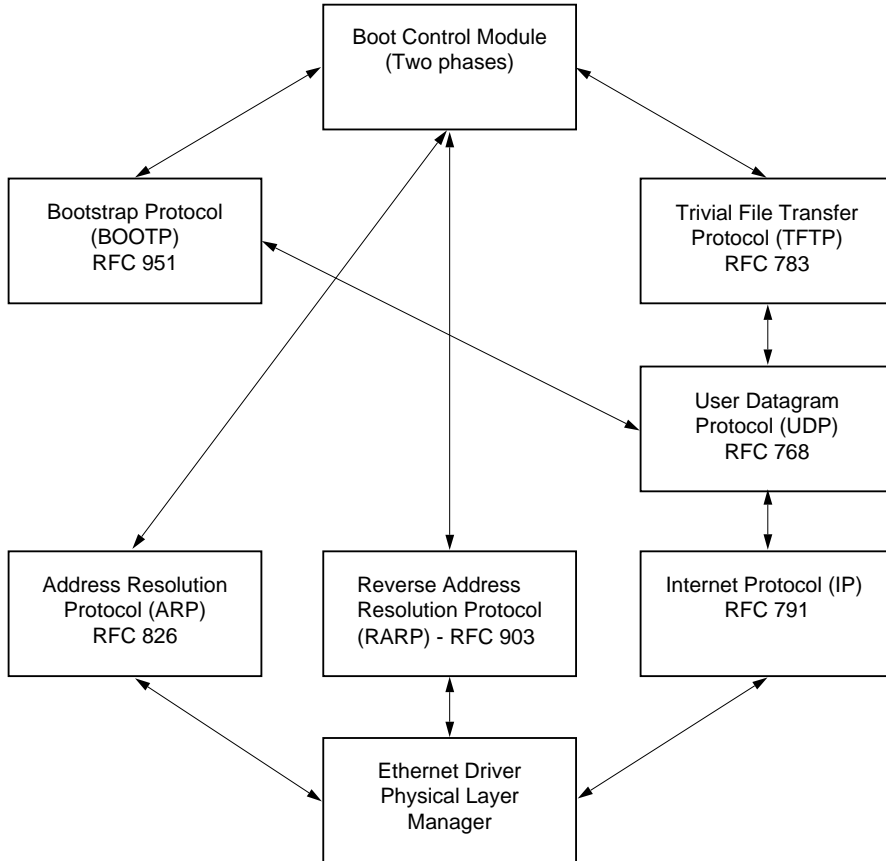 Boot Control Module
(Two phases)
Bootstrap Protocol
(BOOTP)
RFC 951
Trivial File Transfer
Protocol (TFTP)
RFC 783
User Datagram
Protocol (UDP)
RFC 768
Address Resolution
Protocol (ARP)
RFC 826
Reverse Address
Resolution Protocol
(RARP) - RFC 903
Internet Protocol (IP)
RFC 791
Ethernet Driver
Physical Layer
Manager